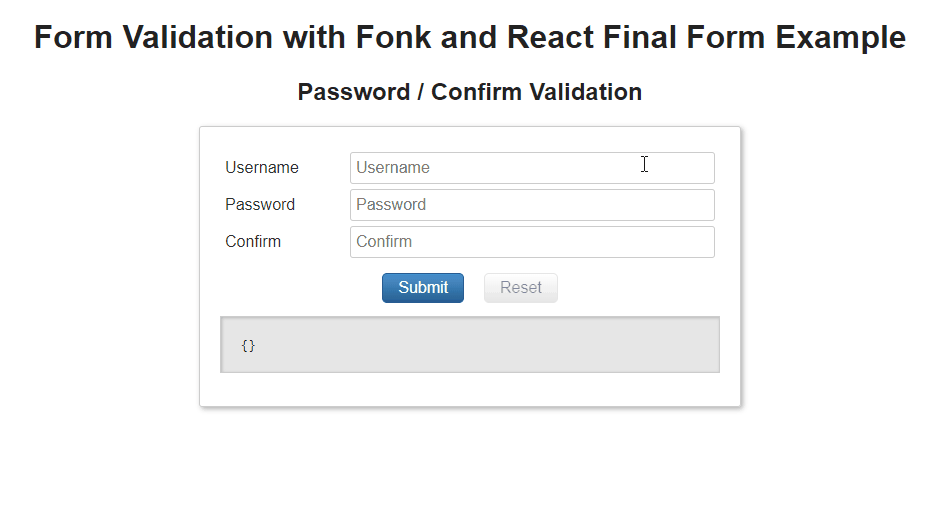 Form Validation with Fonk and React Final Form Example
Password / Confirm Validation
Username Username
Password Password
Confirm Confirm
Submit Reset
{}